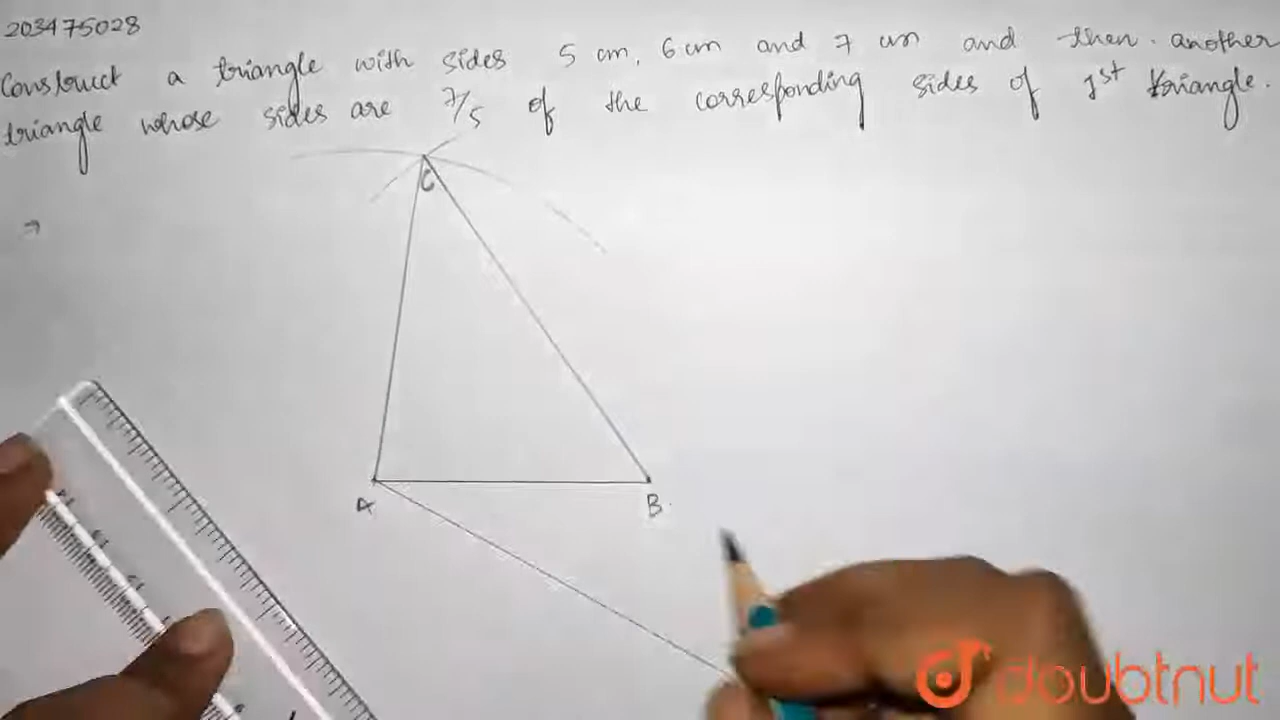 203475028
Construct a triangle with sides 5 cm, 6 cm and 7 cm and then. another
triangle whose sides are 7/5 of the corresponding sides of 1st triangle.
⇒
C
A
B.
doubtnut